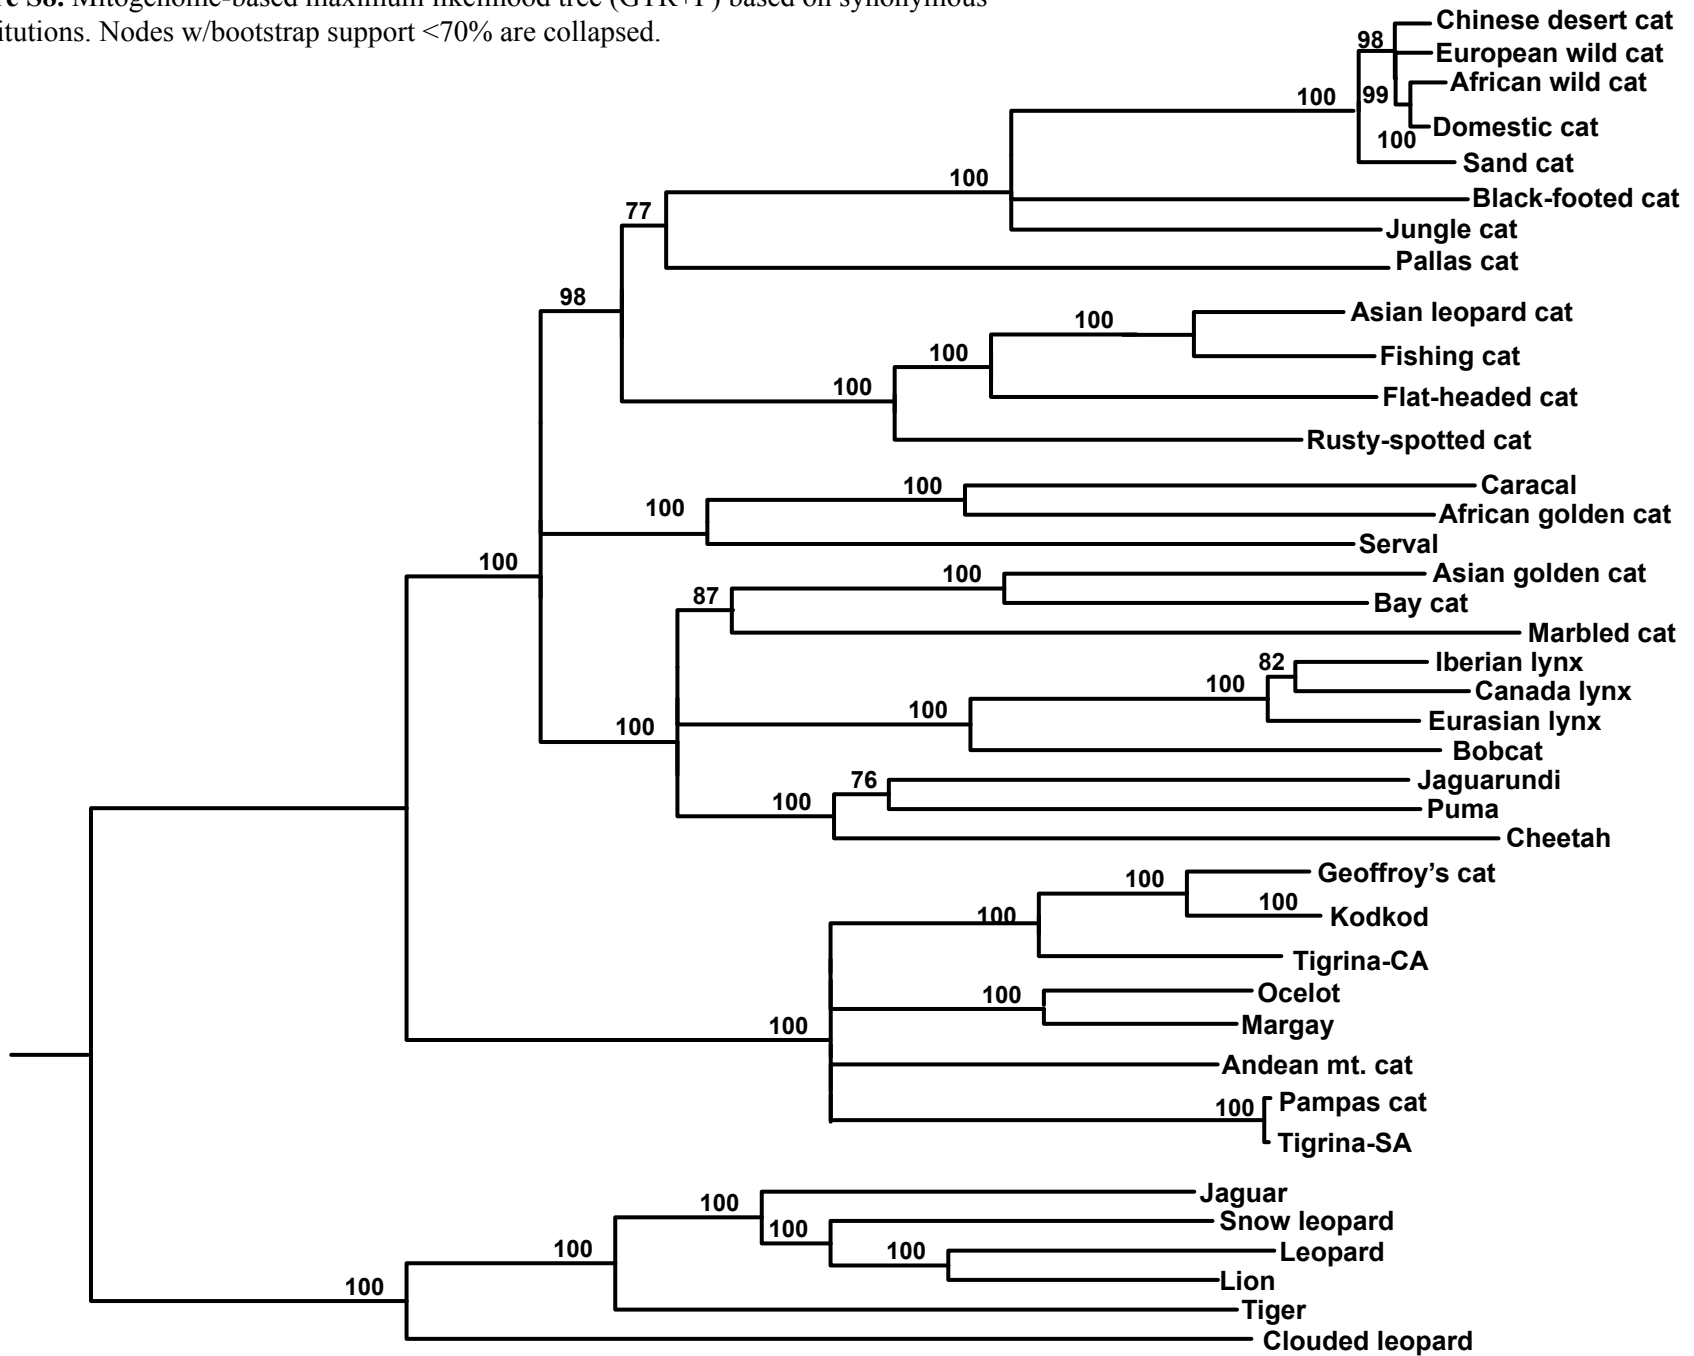 Mitogenome-based maximum likelihood tree (GTR+Γ) based on synonymous
itutions. Nodes w/bootstrap support <70% are collapsed.
Chinese desert cat
98
European wild cat
African wild cat
99
100
Domestic cat
100
Sand cat
100
Black-footed cat
77
Jungle cat
Pallas cat
98
Asian leopard cat
100
100
Fishing cat
100
Flat-headed cat
Rusty-spotted cat
100
Caracal
100
African golden cat
Serval
100
100
Asian golden cat
87
Bay cat
Marbled cat
82
Iberian lynx
100
Canada lynx
100
Eurasian lynx
100
Bobcat
76
Jaguarundi
100
Puma
Cheetah
100
Geoffroy’s cat
100
100
Kodkod
Tigrina-CA
100
Ocelot
100
Margay
Andean mt. cat
100
Pampas cat
Tigrina-SA
100
Jaguar
100
Snow leopard
100
100
Leopard
100
Lion
Tiger
Clouded leopard